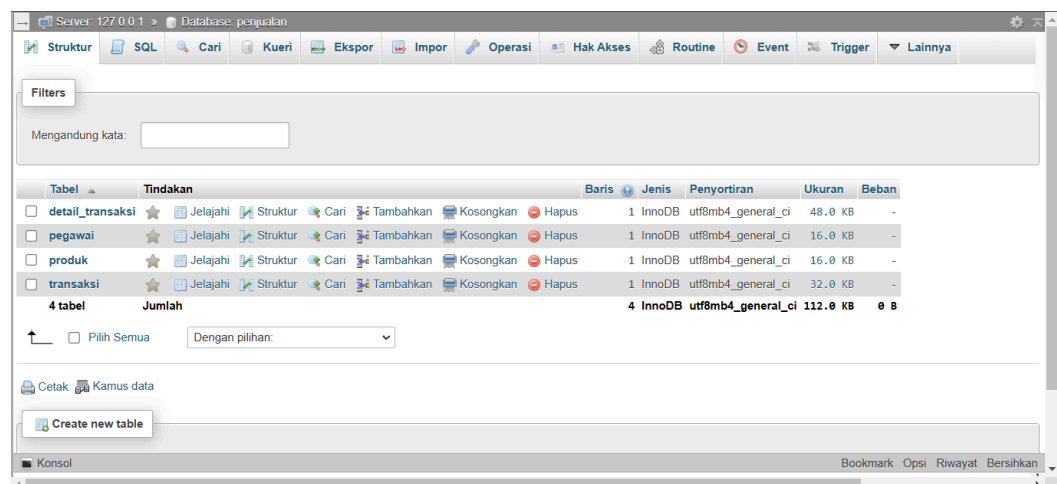 Server: 127.0.0.1 » Database: penjualan
Struktur SQL Cari Kueri Ekspor Impor Operasi Hak Akses Routine Event Trigger Lainnya
Filters
Mengandung kata:
Tabel Tindakan Baris Jenis Penyortiran Ukuran Beban
detail_transaksi Jelajahi Struktur Cari Tambahkan Kosongkan Hapus 1 InnoDB utf8mb4_general_ci 48.0 KB -
pegawai Jelajahi Struktur Cari Tambahkan Kosongkan Hapus 1 InnoDB utf8mb4_general_ci 16.0 KB -
produk Jelajahi Struktur Cari Tambahkan Kosongkan Hapus 1 InnoDB utf8mb4_general_ci 16.0 KB -
transaksi Jelajahi Struktur Cari Tambahkan Kosongkan Hapus 1 InnoDB utf8mb4_general_ci 32.0 KB -
4 tabel Jumlah 4 InnoDB utf8mb4_general_ci 112.0 KB 0 B
Pilih Semua Dengan pilihan:
Cetak Kamus data
Create new table
Konsol Bookmark Opsi Riwayat Bersihkan